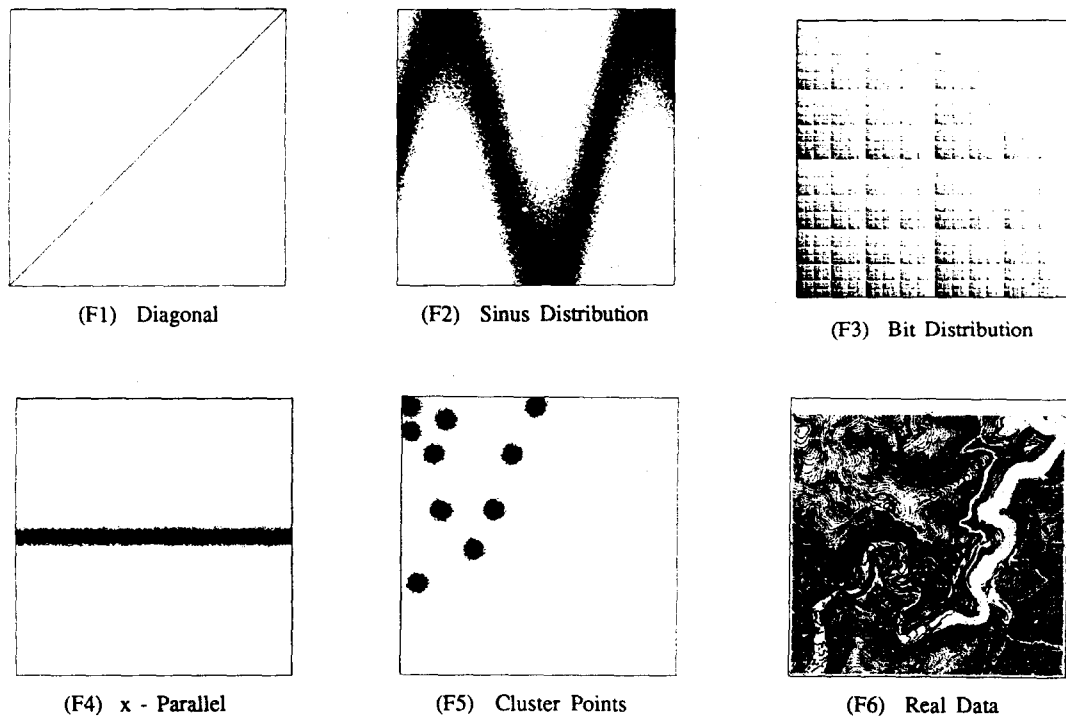 (F1) Diagonal
(F2) Sinus Distribution
(F3) Bit Distribution
(F4) x - Parallel
(F5) Cluster Points
(F6) Real Data